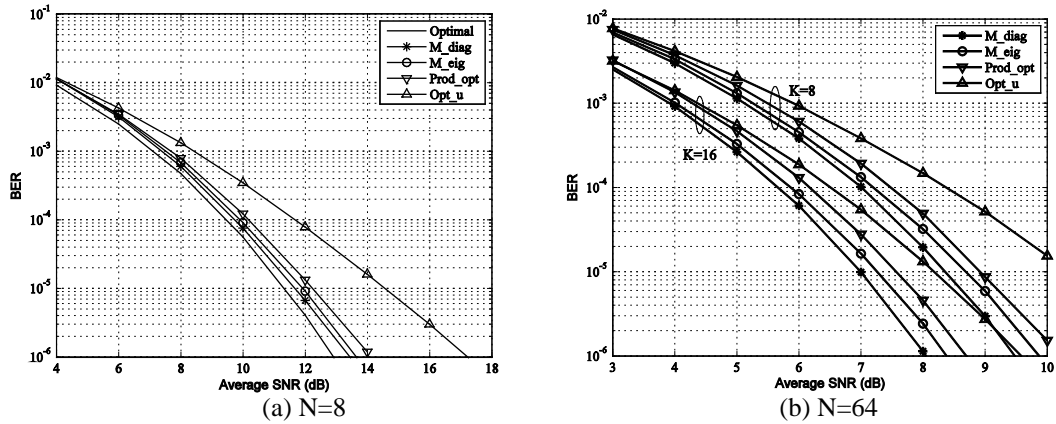 10^-1
10^-2
10^-3
10^-4
10^-5
10^-6
BER
4 6 8 10 12 14 16 18
Average SNR (dB)
Optimal
M_diag
M_eig
Prod_opt
Opt_u
(a) N=8
10^-2
10^-3
10^-4
10^-5
10^-6
BER
3 4 5 6 7 8 9 10
Average SNR (dB)
M_diag
M_eig
Prod_opt
Opt_u
K=8
K=16
(b) N=64